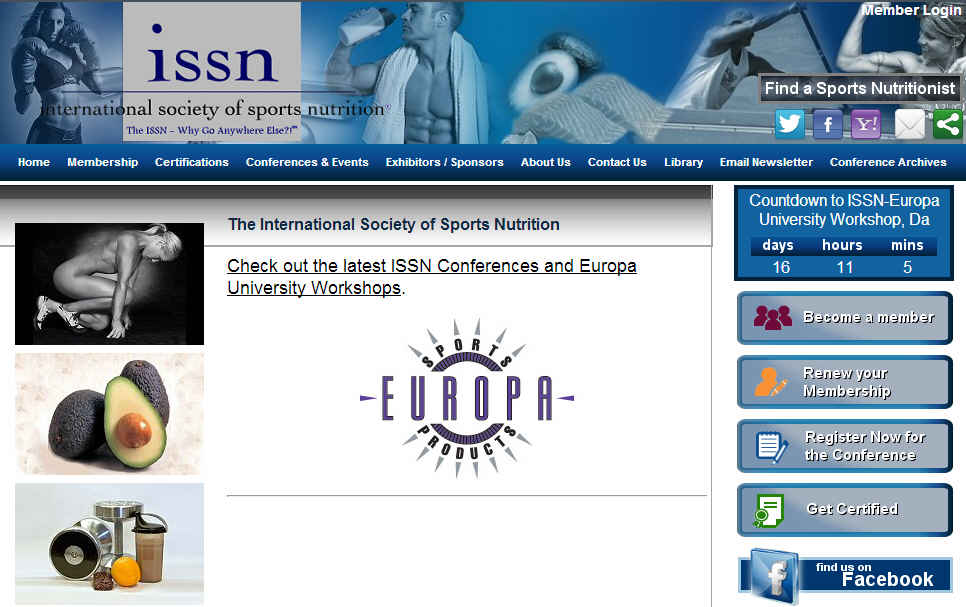 Member Login
issn
international society of sports nutrition
The ISSN – Why Go Anywhere Else?!℠
Find a Sports Nutritionist
Y!
Home Membership Certifications Conferences & Events Exhibitors / Sponsors About Us Contact Us Library Email Newsletter Conference Archives
The International Society of Sports Nutrition
Check out the latest ISSN Conferences and Europa
University Workshops.
SPORTS
EUROPA
PRODUCTS
Countdown to ISSN-Europa
University Workshop, Da
days hours mins
16 11 5
Become a member
Renew your
Membership
Register Now for
the Conference
Get Certified
find us on
Facebook